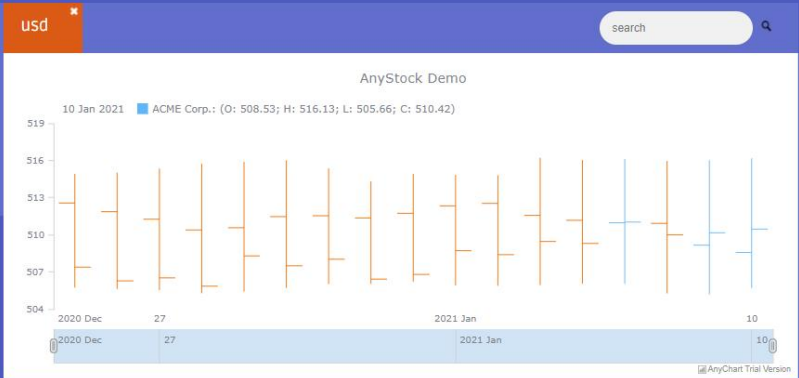 usd
search
AnyStock Demo
10 Jan 2021 ACME Corp.: (O: 508.53; H: 516.13; L: 505.66; C: 510.42)
519
516
513
510
507
504
2020 Dec 27 2021 Jan 10
2020 Dec 27 2021 Jan 10
AnyChart Trial Version